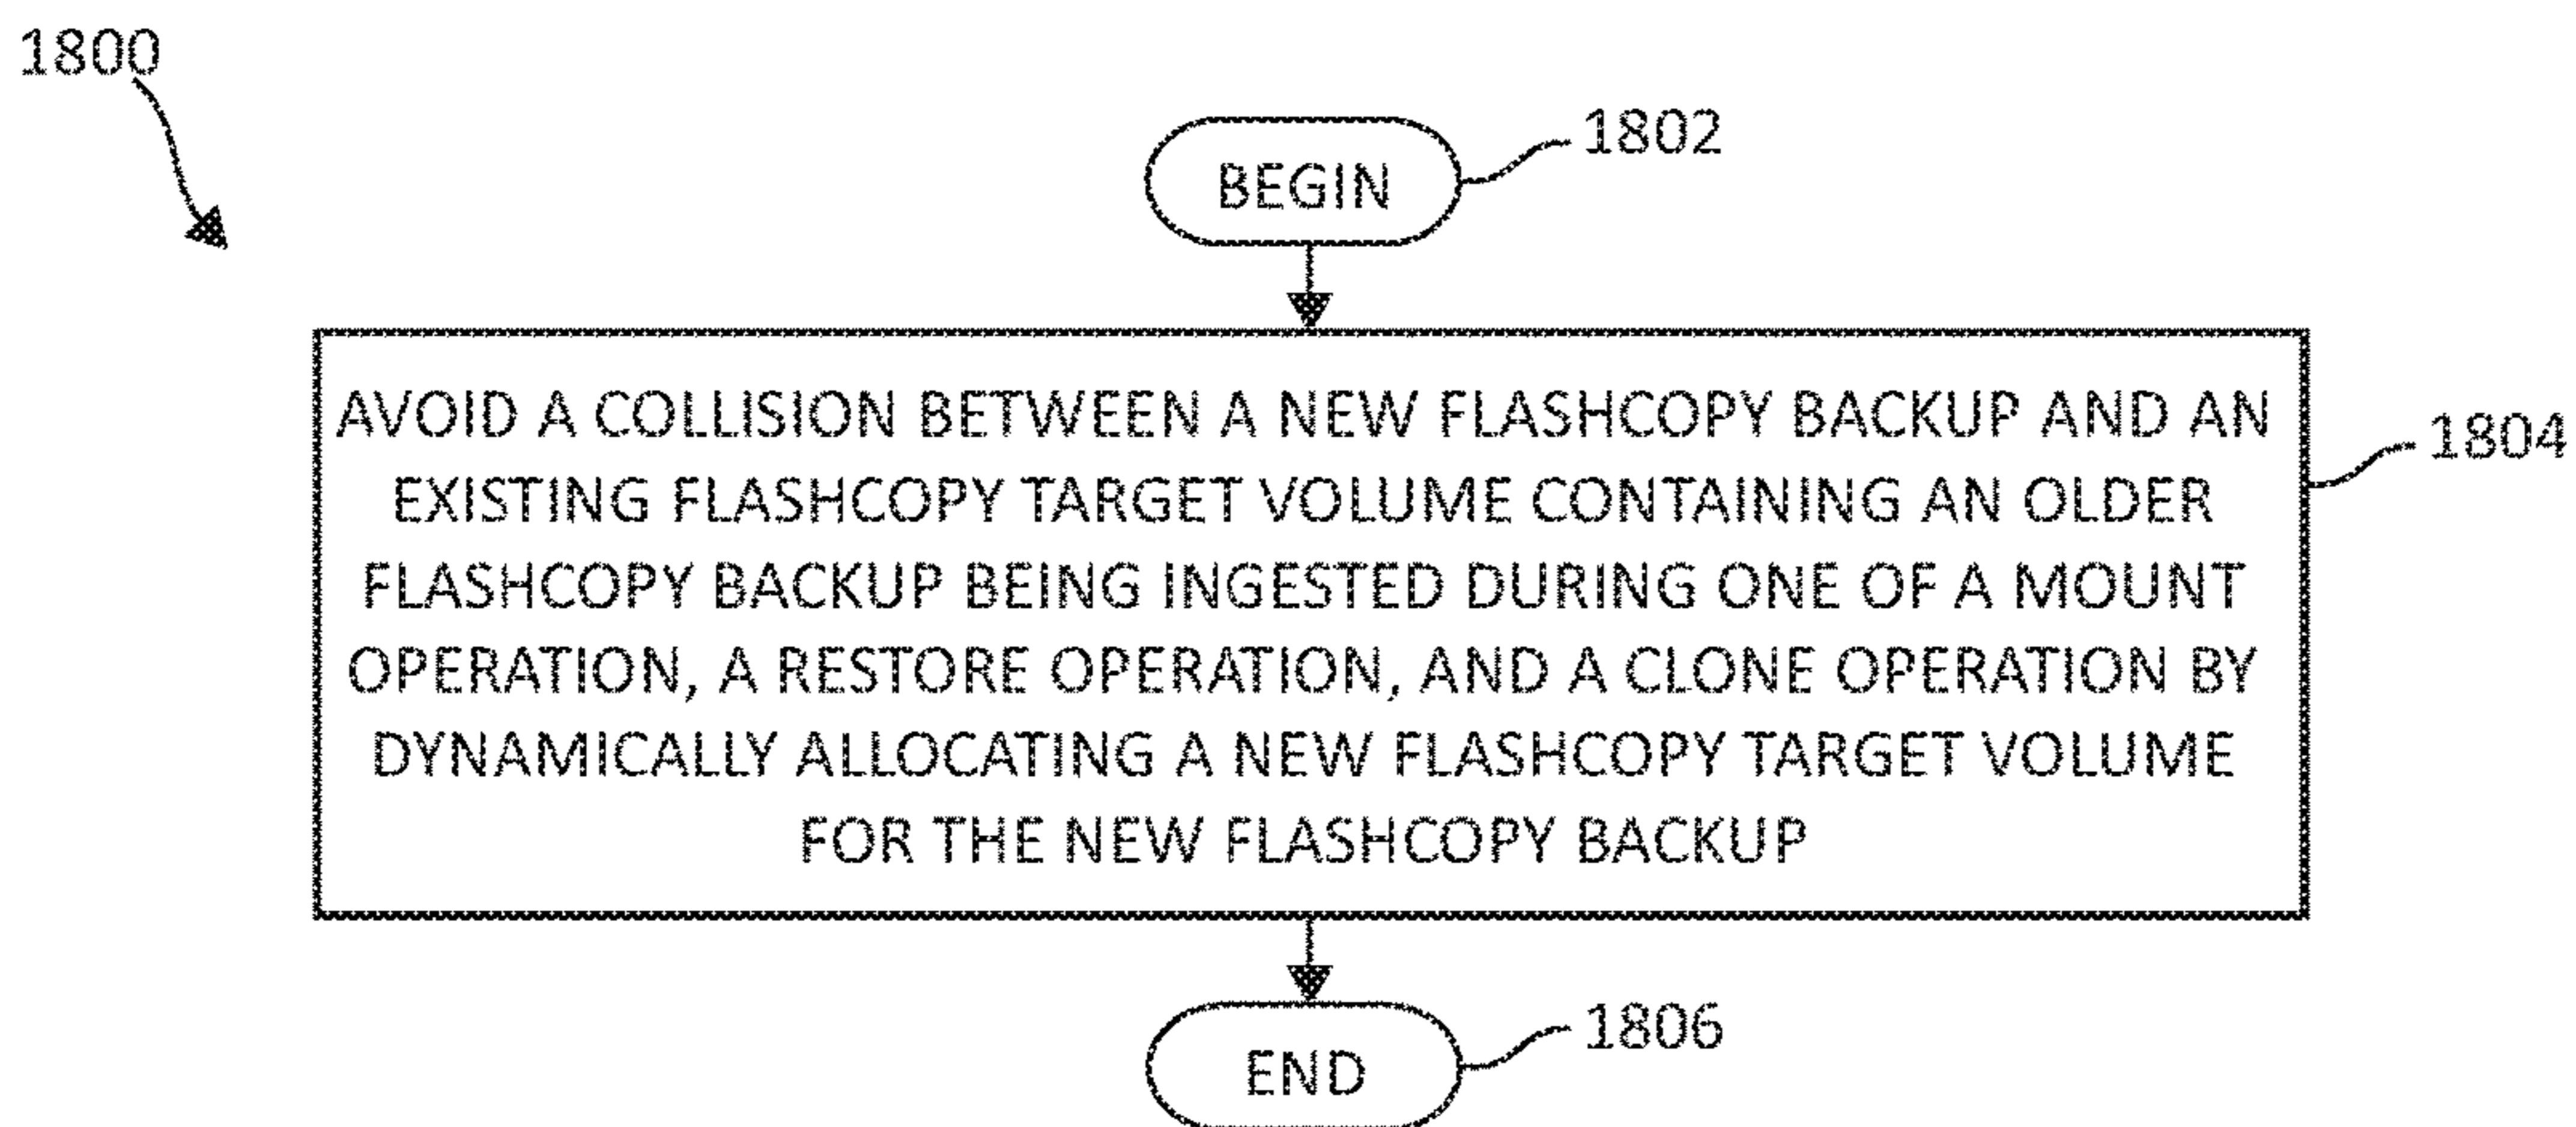 1800
1802
BEGIN
AVOID A COLLISION BETWEEN A NEW FLASHCOPY BACKUP AND AN
1804
EXISTING FLASHCOPY TARGET VOLUME CONTAINING AN OLDER
FLASHCOPY BACKUP BEING INGESTED DURING ONE OF A MOUNT
OPERATION, A RESTORE OPERATION, AND A CLONE OPERATION BY
DYNAMICALLY ALLOCATING A NEW FLASHCOPY TARGET VOLUME
FOR THE NEW FLASHCOPY BACKUP
1806
END